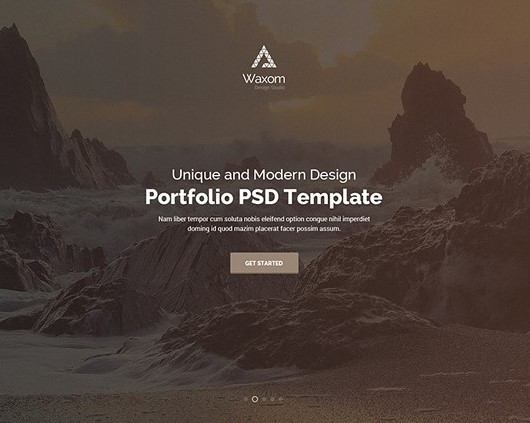 Waxom
Design Studio
Unique and Modern Design
Portfolio PSD Template
Nam liber tempor cum soluta nobis eleifend option congue nihil imperdiet
doming id quod mazim placerat facer possim assum.
GET STARTED